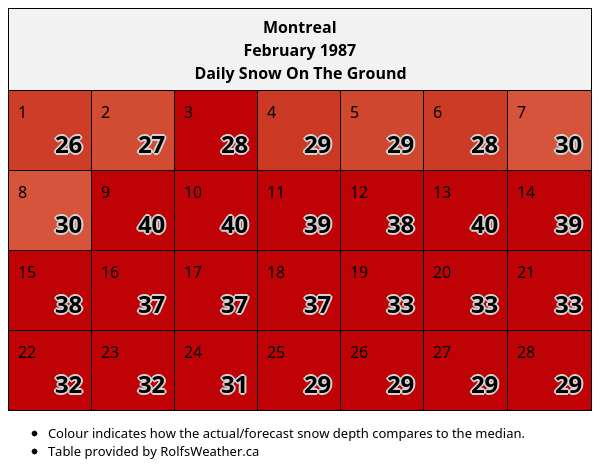 Montreal
February 1987
Daily Snow On The Ground
1 2 3 4 5 6 7
26 27 28 29 29 28 30
8 9 10 11 12 13 14
30 40 40 39 38 40 39
15 16 17 18 19 20 21
38 37 37 37 33 33 33
22 23 24 25 26 27 28
32 32 31 29 29 29 29
Colour indicates how the actual/forecast snow depth compares to the median.
Table provided by RolfsWeather.ca